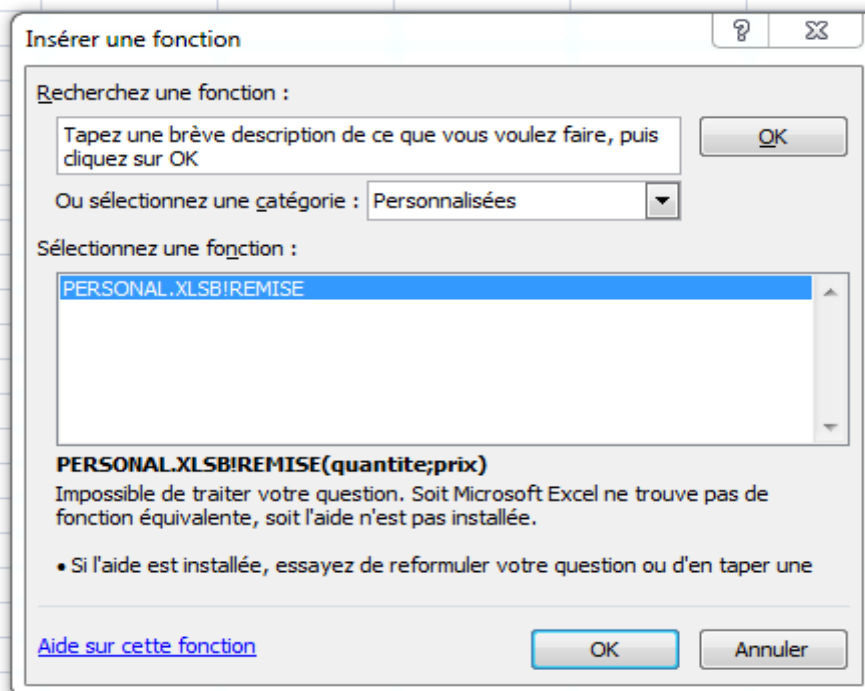 Insérer une fonction
Recherchez une fonction :
Tapez une brève description de ce que vous voulez faire, puis
cliquez sur OK
OK
Ou sélectionnez une catégorie : Personnalisées
Sélectionnez une fonction :
PERSONAL.XLSB!REMISE
PERSONAL.XLSB!REMISE(quantite;prix)
Impossible de traiter votre question. Soit Microsoft Excel ne trouve pas de
fonction équivalente, soit l'aide n'est pas installée.
• Si l'aide est installée, essayez de reformuler votre question ou d'en taper une
Aide sur cette fonction
OK
Annuler